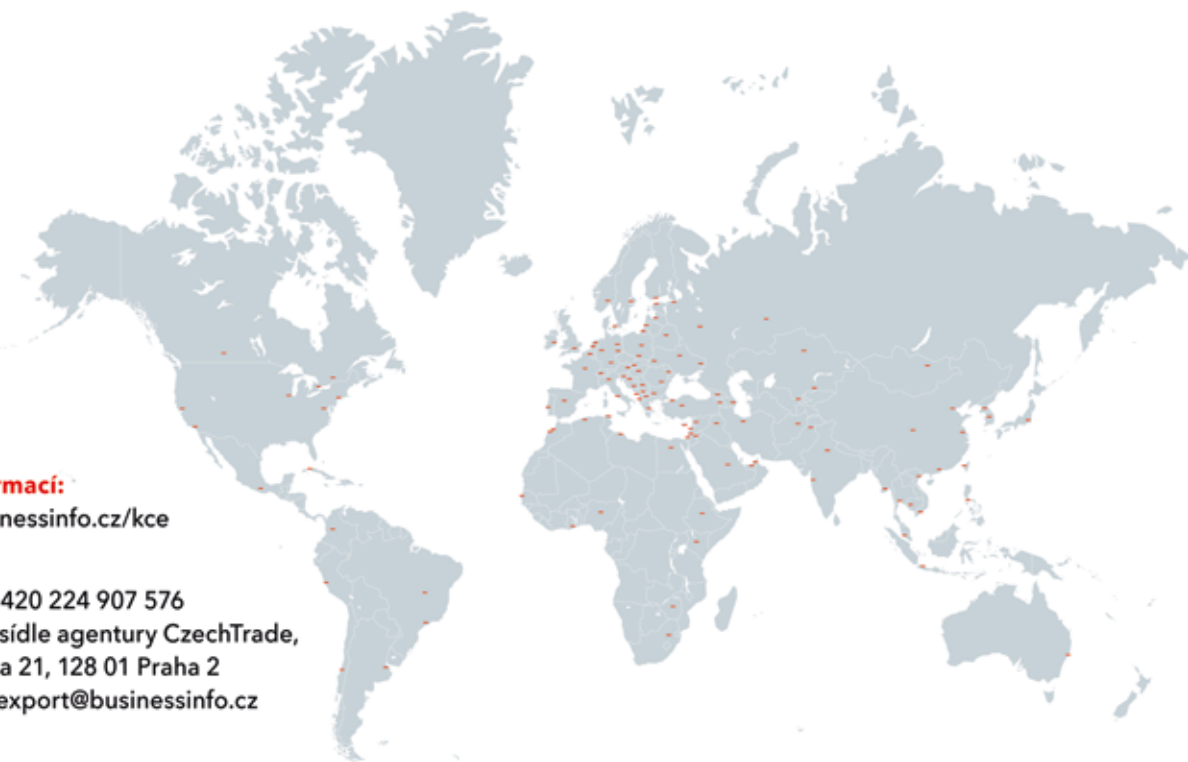 rmací:
nessinfo.cz/kce
420 224 907 576
sídle agentury CzechTrade,
a 21, 128 01 Praha 2
export@businessinfo.cz